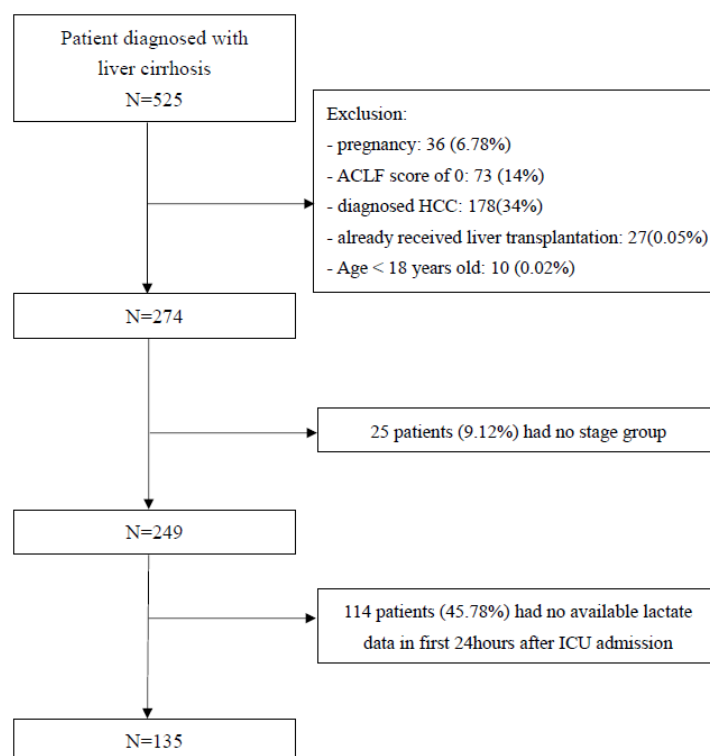 Patient diagnosed with
liver cirrhosis
N=525
Exclusion:
- pregnancy: 36 (6.78%)
- ACLF score of 0: 73 (14%)
- diagnosed HCC: 178(34%)
- already received liver transplantation: 27(0.05%)
- Age < 18 years old: 10 (0.02%)
N=274
25 patients (9.12%) had no stage group
N=249
114 patients (45.78%) had no available lactate
data in first 24hours after ICU admission
N=135